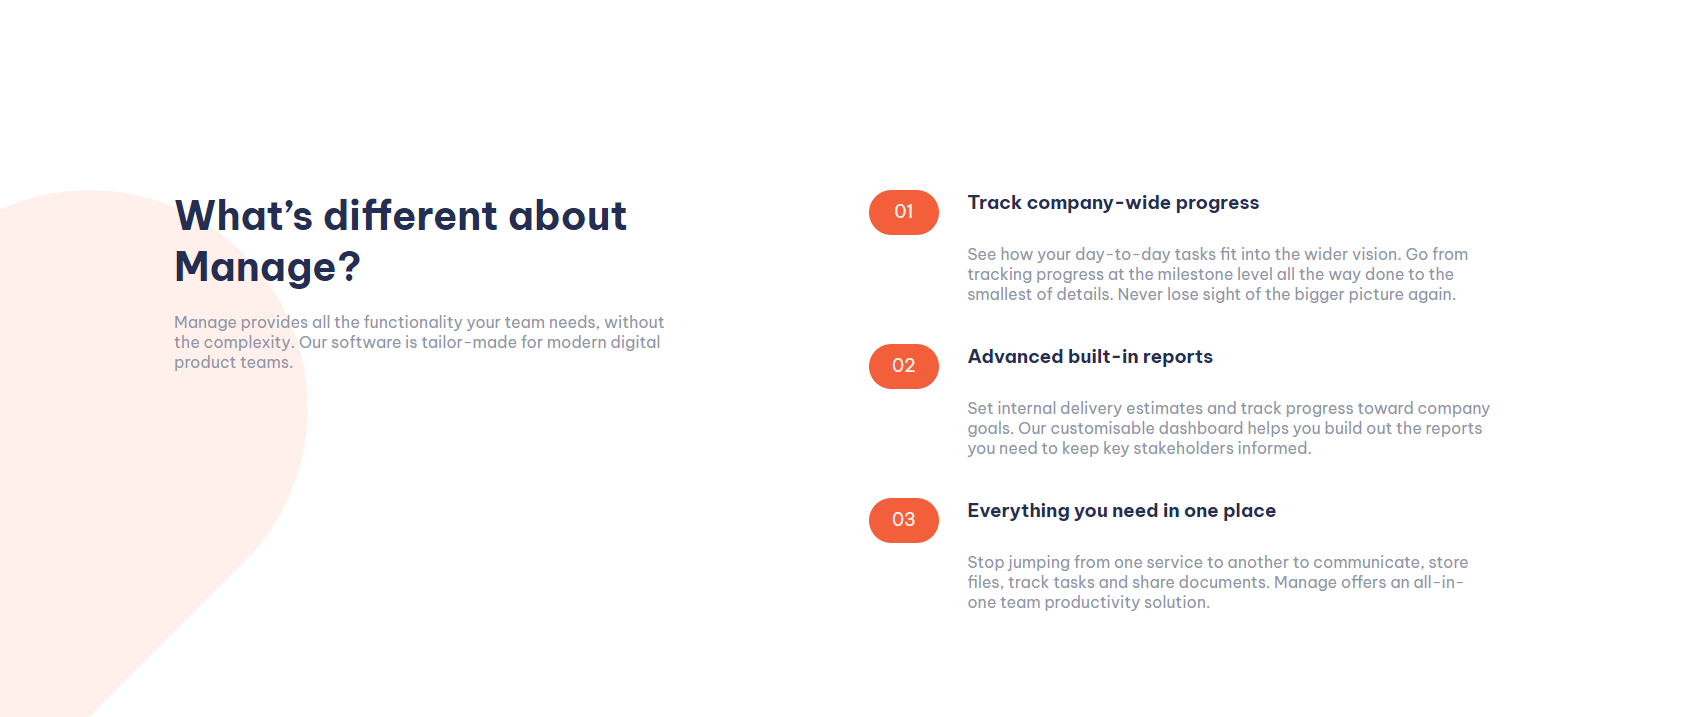 What’s different about
Manage?
Manage provides all the functionality your team needs, without
the complexity. Our software is tailor-made for modern digital
product teams.
01
Track company-wide progress
See how your day-to-day tasks fit into the wider vision. Go from
tracking progress at the milestone level all the way done to the
smallest of details. Never lose sight of the bigger picture again.
02
Advanced built-in reports
Set internal delivery estimates and track progress toward company
goals. Our customisable dashboard helps you build out the reports
you need to keep key stakeholders informed.
03
Everything you need in one place
Stop jumping from one service to another to communicate, store
files, track tasks and share documents. Manage offers an all-in-
one team productivity solution.